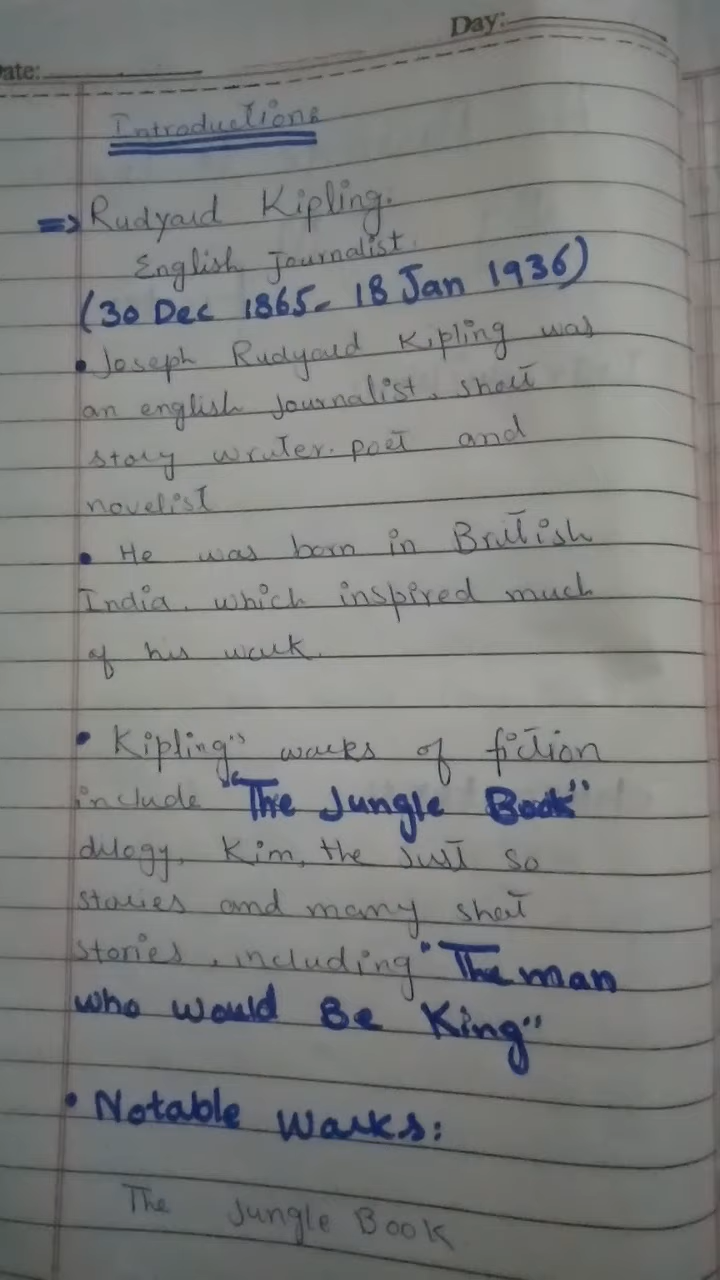 Day:
ate:
Introductions
⇒ Rudyard Kipling.
English Journalist.
(30 Dec 1865- 18 Jan 1936)
• Joseph Rudyard Kipling was
an english journalist, short
story writer. poet and
novelist
• He was born in British
India. which inspired much
of his work.
• Kipling's works of fiction
include "The Jungle Book"
dulogy, Kim, the Just So
stories and many short
stories, including "The man
who would Be King"
• Notable Works:
The Jungle Book